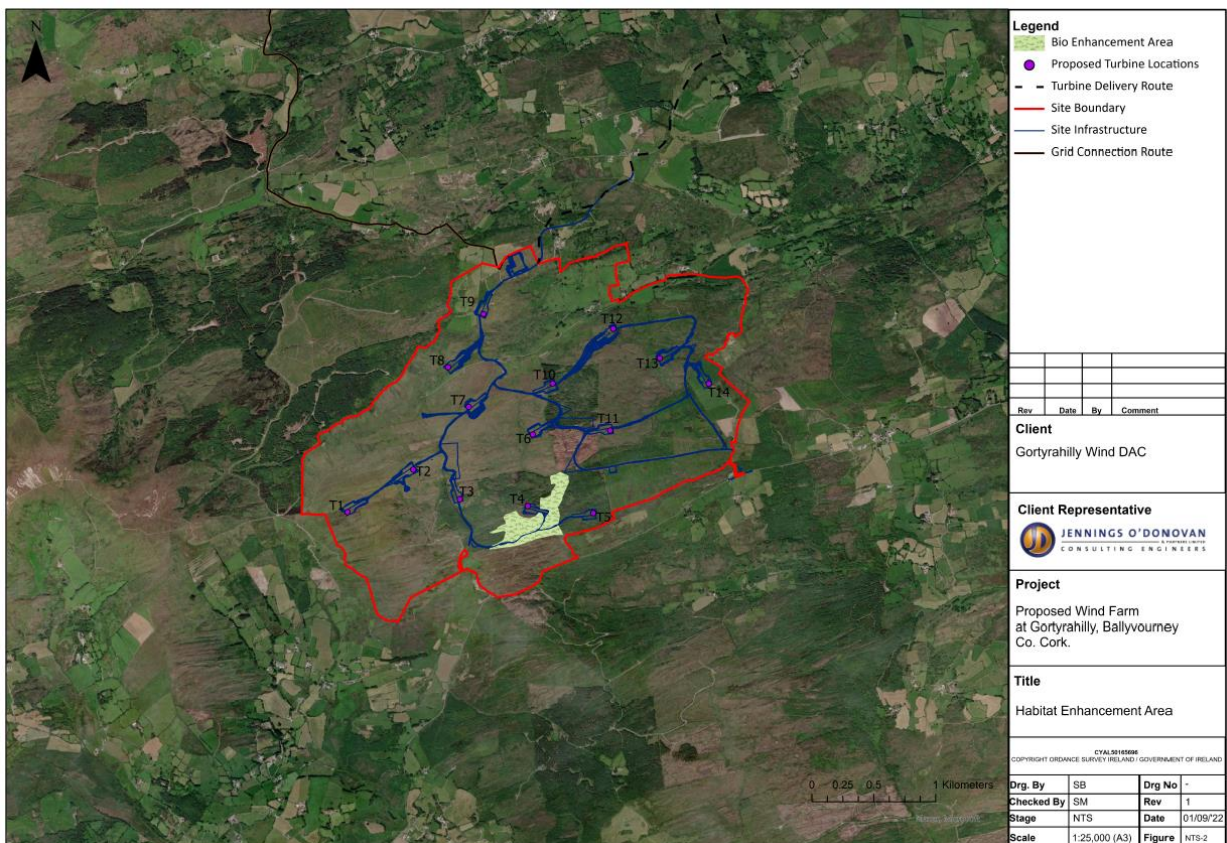 N
T9
T12
T8
T13
T10
T14
T7
T11
T6
T2
T3
T4
T1
T5
0 0.25 0.5 1 Kilometers
Legend
Bio Enhancement Area
Proposed Turbine Locations
Turbine Delivery Route
Site Boundary
Site Infrastructure
Grid Connection Route
Rev Date By Comment
Client
Gortyrahilly Wind DAC
Client Representative
JENNINGS O'DONOVAN
& PARTNERS LIMITED
CONSULTING ENGINEERS
Project
Proposed Wind Farm
at Gortyrahilly, Ballyvourney
Co. Cork.
Title
Habitat Enhancement Area
CYAL50165696
COPYRIGHT ORDANCE SURVEY IRELAND / GOVERNMENT OF IRELAND
Drg. By SB Drg No -
Checked By SM Rev 1
Stage NTS Date 01/09/22
Scale 1:25,000 (A3) Figure NTS-2